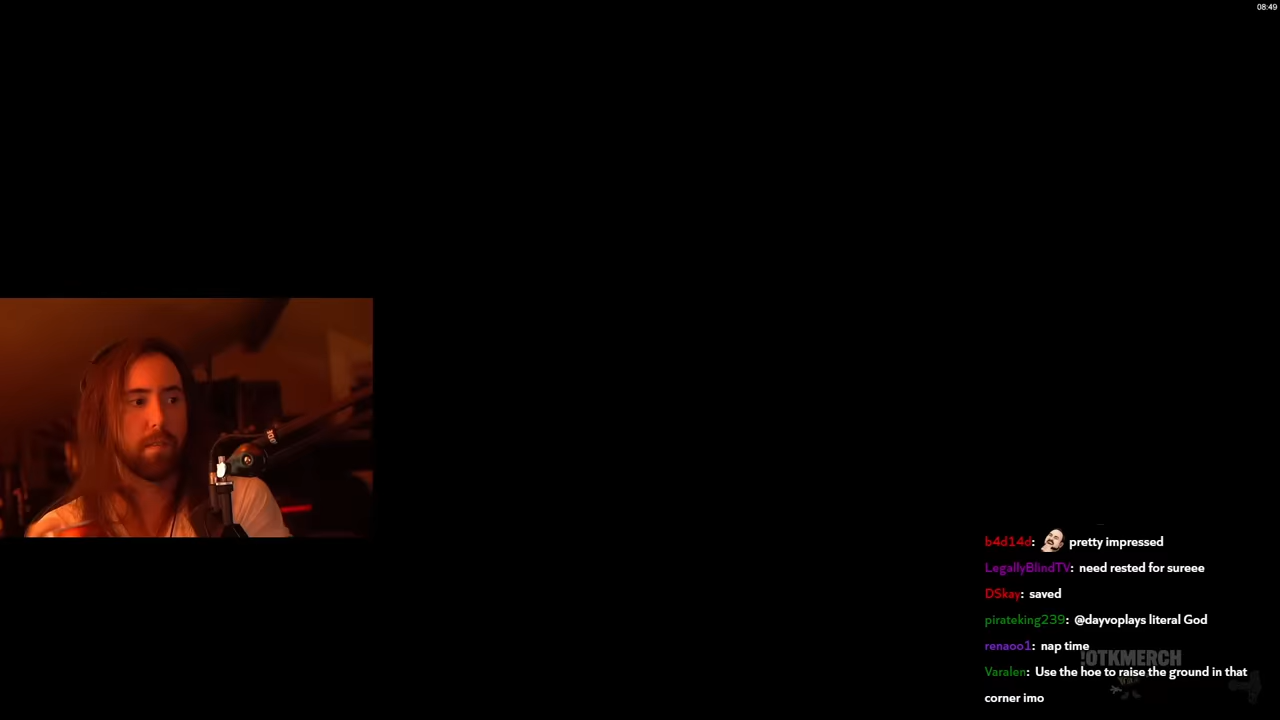 08:49
b4d14d: pretty impressed
LegallyBlindTV: need rested for sureee
DSkay: saved
pirateking239: @dayvoplays literal God
renaoo1: nap time
!OTKMERCH
Varalen: Use the hoe to raise the ground in that
corner imo